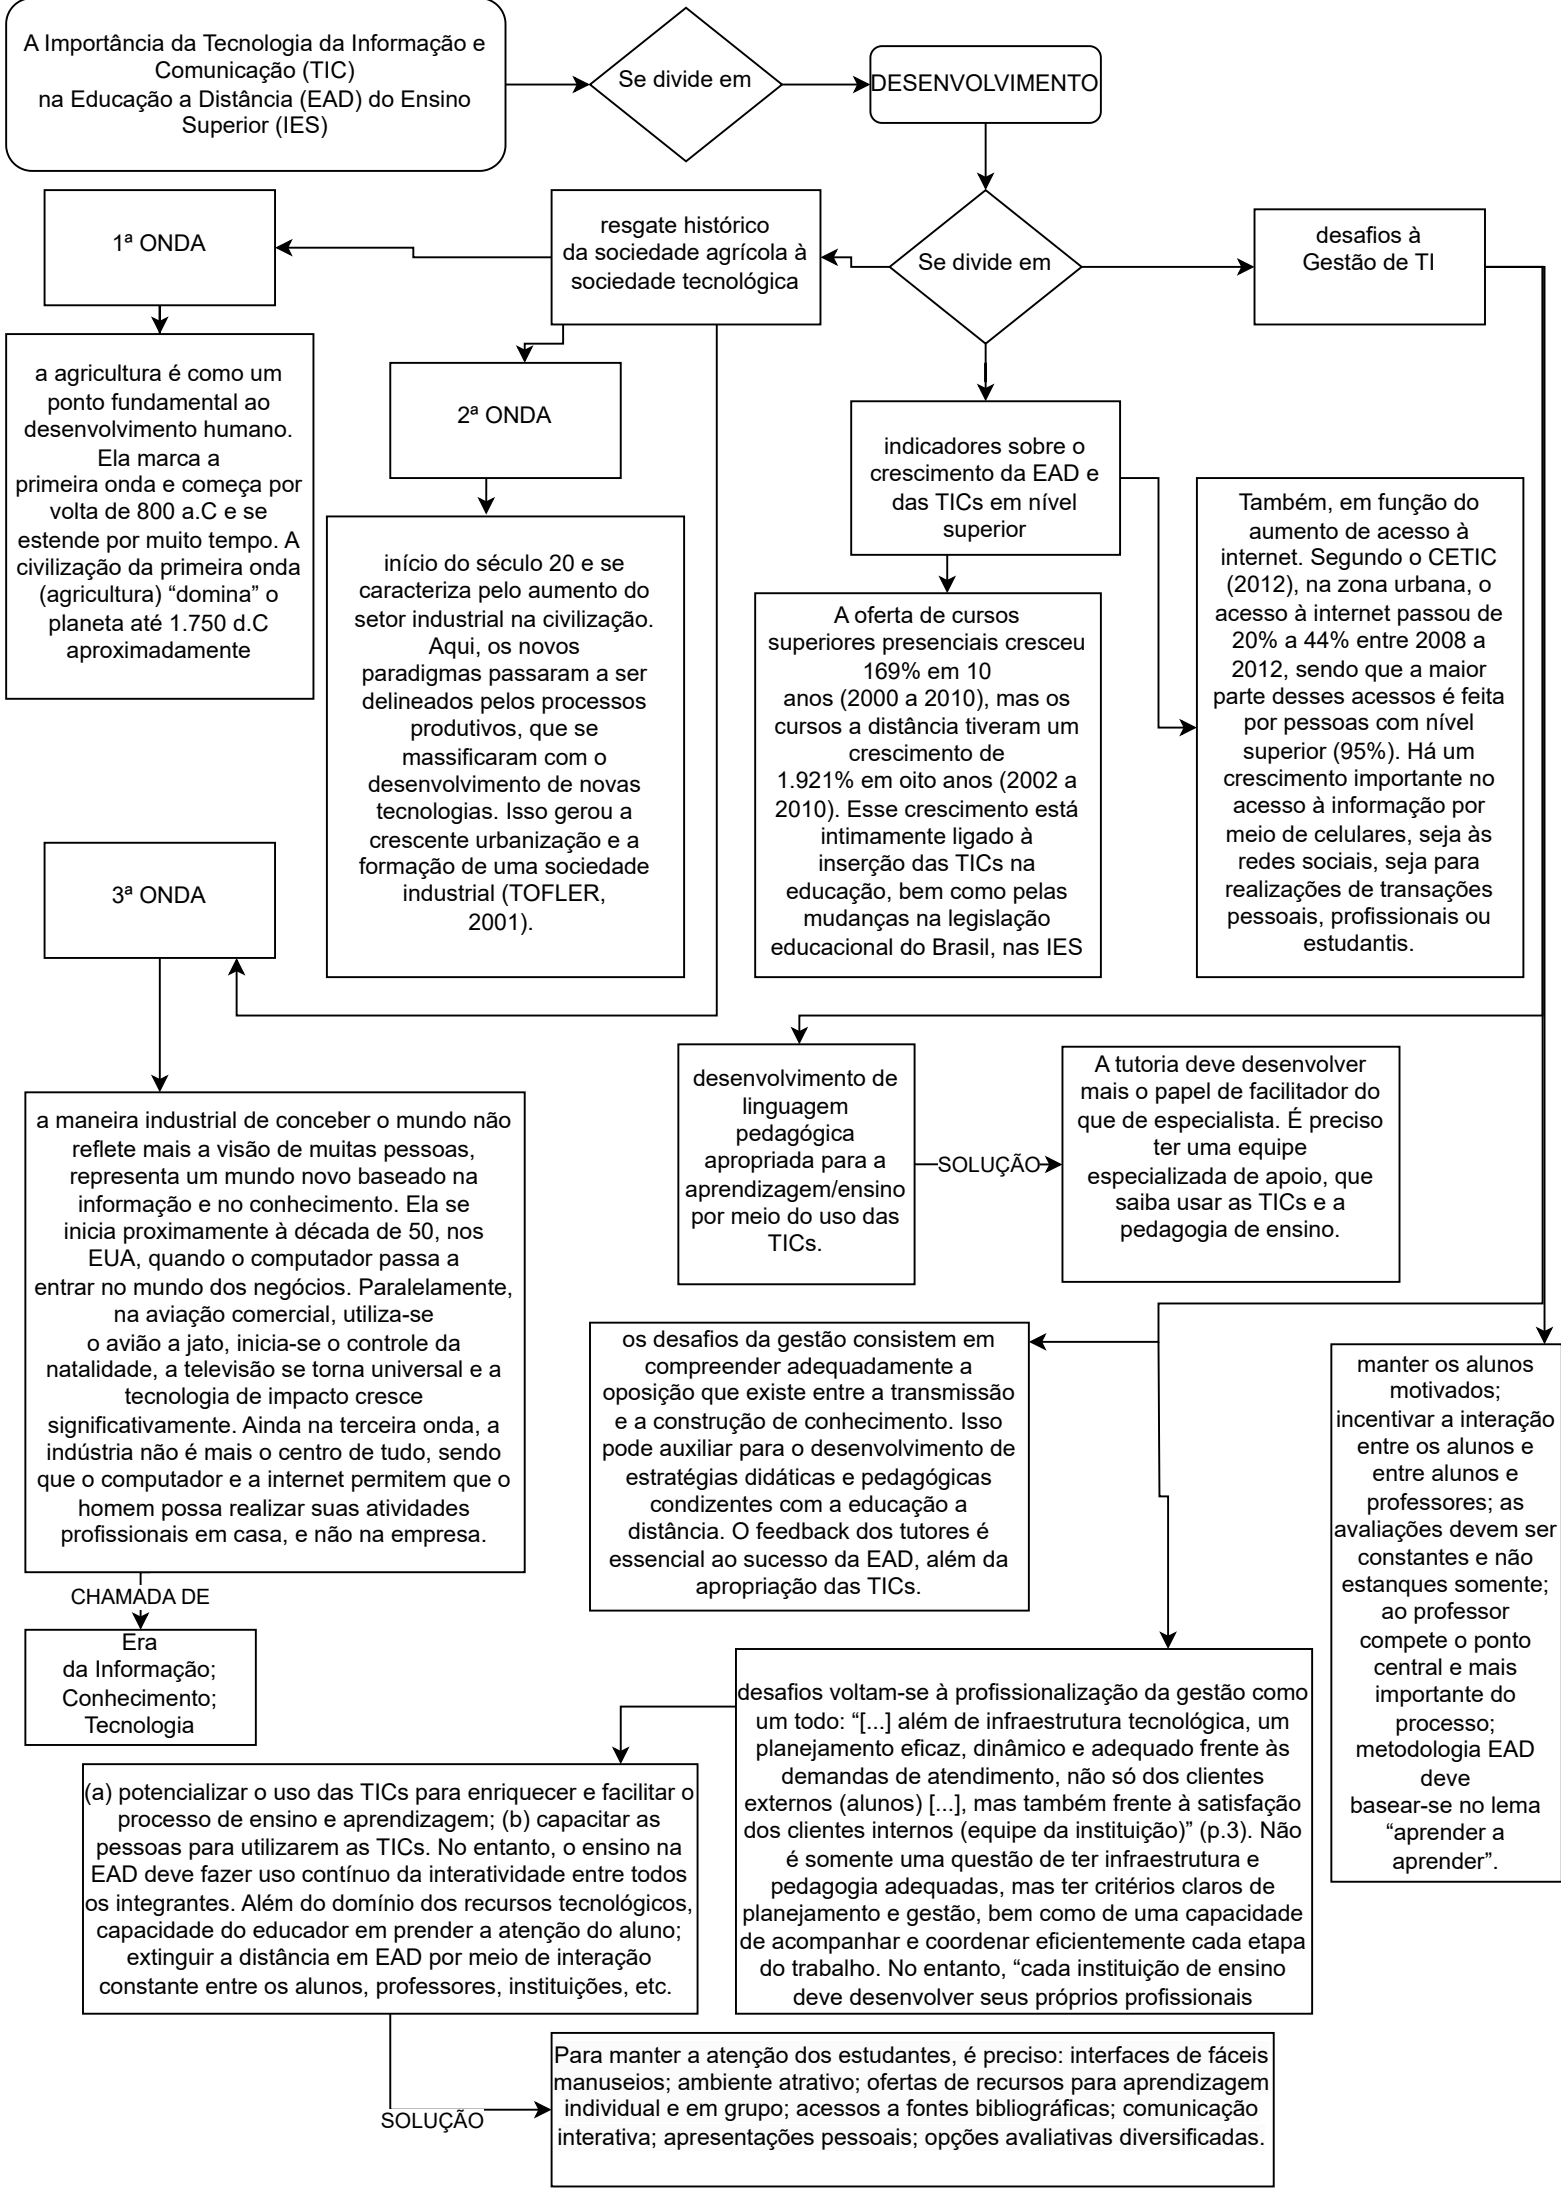 A Importância da Tecnologia da Informação e
Comunicação (TIC)
na Educação a Distância (EAD) do Ensino
Superior (IES)
Se divide em
DESENVOLVIMENTO
Se divide em
resgate histórico
da sociedade agrícola à
sociedade tecnológica
desafios à
Gestão de TI
1ª ONDA
a agricultura é como um
ponto fundamental ao
desenvolvimento humano.
Ela marca a
primeira onda e começa por
volta de 800 a.C e se
estende por muito tempo. A
civilização da primeira onda
(agricultura) “domina” o
planeta até 1.750 d.C
aproximadamente
2ª ONDA
início do século 20 e se
caracteriza pelo aumento do
setor industrial na civilização.
Aqui, os novos
paradigmas passaram a ser
delineados pelos processos
produtivos, que se
massificaram com o
desenvolvimento de novas
tecnologias. Isso gerou a
crescente urbanização e a
formação de uma sociedade
industrial (TOFLER,
2001).
indicadores sobre o
crescimento da EAD e
das TICs em nível
superior
A oferta de cursos
superiores presenciais cresceu
169% em 10
anos (2000 a 2010), mas os
cursos a distância tiveram um
crescimento de
1.921% em oito anos (2002 a
2010). Esse crescimento está
intimamente ligado à
inserção das TICs na
educação, bem como pelas
mudanças na legislação
educacional do Brasil, nas IES
Também, em função do
aumento de acesso à
internet. Segundo o CETIC
(2012), na zona urbana, o
acesso à internet passou de
20% a 44% entre 2008 a
2012, sendo que a maior
parte desses acessos é feita
por pessoas com nível
superior (95%). Há um
crescimento importante no
acesso à informação por
meio de celulares, seja às
redes sociais, seja para
realizações de transações
pessoais, profissionais ou
estudantis.
3ª ONDA
a maneira industrial de conceber o mundo não
reflete mais a visão de muitas pessoas,
representa um mundo novo baseado na
informação e no conhecimento. Ela se
inicia proximamente à década de 50, nos
EUA, quando o computador passa a
entrar no mundo dos negócios. Paralelamente,
na aviação comercial, utiliza-se
o avião a jato, inicia-se o controle da
natalidade, a televisão se torna universal e a
tecnologia de impacto cresce
significativamente. Ainda na terceira onda, a
indústria não é mais o centro de tudo, sendo
que o computador e a internet permitem que o
homem possa realizar suas atividades
profissionais em casa, e não na empresa.
CHAMADA DE
Era
da Informação;
Conhecimento;
Tecnologia
desenvolvimento de
linguagem
pedagógica
apropriada para a
aprendizagem/ensino
por meio do uso das
TICs.
SOLUÇÃO
A tutoria deve desenvolver
mais o papel de facilitador do
que de especialista. É preciso
ter uma equipe
especializada de apoio, que
saiba usar as TICs e a
pedagogia de ensino.
os desafios da gestão consistem em
compreender adequadamente a
oposição que existe entre a transmissão
e a construção de conhecimento. Isso
pode auxiliar para o desenvolvimento de
estratégias didáticas e pedagógicas
condizentes com a educação a
distância. O feedback dos tutores é
essencial ao sucesso da EAD, além da
apropriação das TICs.
manter os alunos
motivados;
incentivar a interação
entre os alunos e
entre alunos e
professores; as
avaliações devem ser
constantes e não
estanques somente;
ao professor
compete o ponto
central e mais
importante do
processo;
metodologia EAD
deve
basear-se no lema
“aprender a
aprender”.
desafios voltam-se à profissionalização da gestão como
um todo: “[...] além de infraestrutura tecnológica, um
planejamento eficaz, dinâmico e adequado frente às
demandas de atendimento, não só dos clientes
externos (alunos) [...], mas também frente à satisfação
dos clientes internos (equipe da instituição)” (p.3). Não
é somente uma questão de ter infraestrutura e
pedagogia adequadas, mas ter critérios claros de
planejamento e gestão, bem como de uma capacidade
de acompanhar e coordenar eficientemente cada etapa
do trabalho. No entanto, “cada instituição de ensino
deve desenvolver seus próprios profissionais
(a) potencializar o uso das TICs para enriquecer e facilitar o
processo de ensino e aprendizagem; (b) capacitar as
pessoas para utilizarem as TICs. No entanto, o ensino na
EAD deve fazer uso contínuo da interatividade entre todos
os integrantes. Além do domínio dos recursos tecnológicos,
capacidade do educador em prender a atenção do aluno;
extinguir a distância em EAD por meio de interação
constante entre os alunos, professores, instituições, etc.
SOLUÇÃO
Para manter a atenção dos estudantes, é preciso: interfaces de fáceis
manuseios; ambiente atrativo; ofertas de recursos para aprendizagem
individual e em grupo; acessos a fontes bibliográficas; comunicação
interativa; apresentações pessoais; opções avaliativas diversificadas.